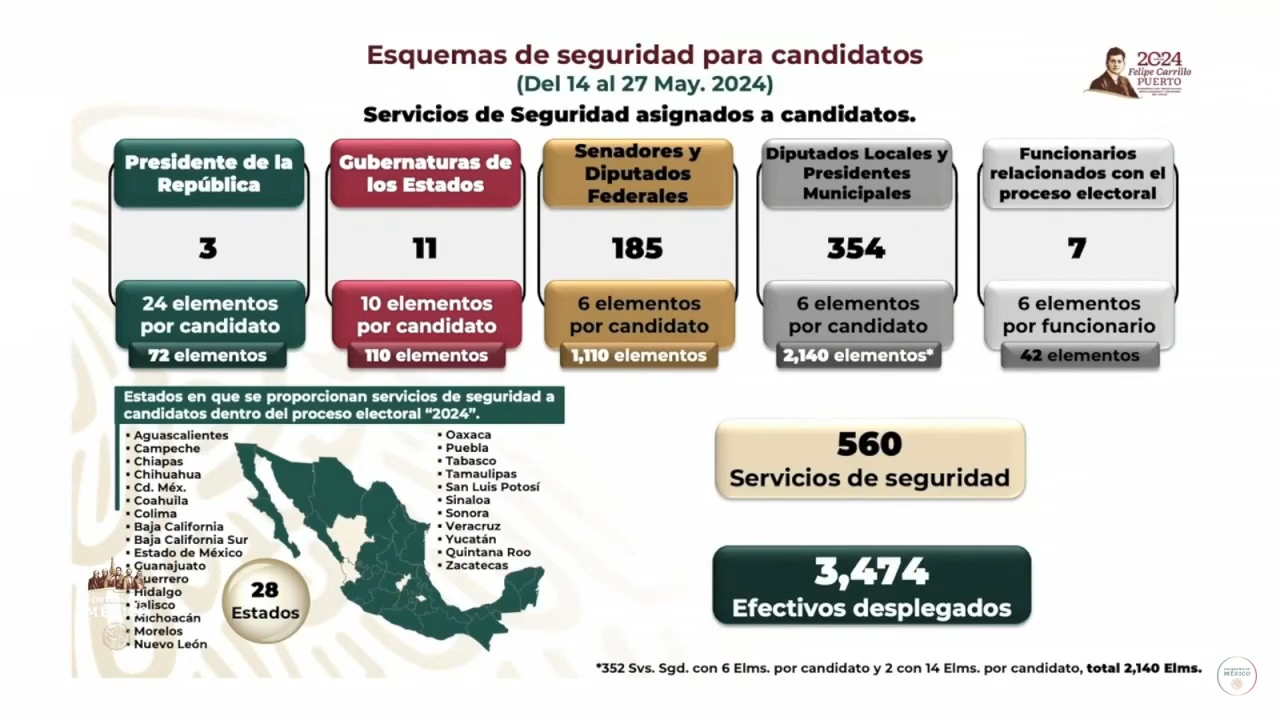 Esquemas de seguridad para candidatos
(Del 14 al 27 May. 2024)
Servicios de Seguridad asignados a candidatos.
2024
Felipe Carrillo
PUERTO
Presidente de la
República
3
24 elementos
por candidato
72 elementos
Gubernaturas de
los Estados
11
10 elementos
por candidato
110 elementos
Senadores y
Diputados
Federales
185
6 elementos
por candidato
1,110 elementos
Diputados Locales y
Presidentes
Municipales
354
6 elementos
por candidato
2,140 elementos*
Funcionarios
relacionados con el
proceso electoral
7
6 elementos
por funcionario
42 elementos
Estados en que se proporcionan servicios de seguridad a
candidatos dentro del proceso electoral “2024”.
▪ Aguascalientes
▪ Campeche
▪ Chiapas
▪ Chihuahua
▪ Cd. Méx.
▪ Coahuila
▪ Colima
▪ Baja California
▪ Baja California Sur
▪ Estado de México
▪ Guanajuato
▪ Guerrero
▪ Hidalgo
▪ Jalisco
▪ Michoacán
▪ Morelos
▪ Nuevo León
▪ Oaxaca
▪ Puebla
▪ Tabasco
▪ Tamaulipas
▪ San Luis Potosí
▪ Sinaloa
▪ Sonora
▪ Veracruz
▪ Yucatán
▪ Quintana Roo
▪ Zacatecas
28
Estados
560
Servicios de seguridad
3,474
Efectivos desplegados
*352 Svs. Sgd. con 6 Elms. por candidato y 2 con 14 Elms. por candidato, total 2,140 Elms.
MÉXICO